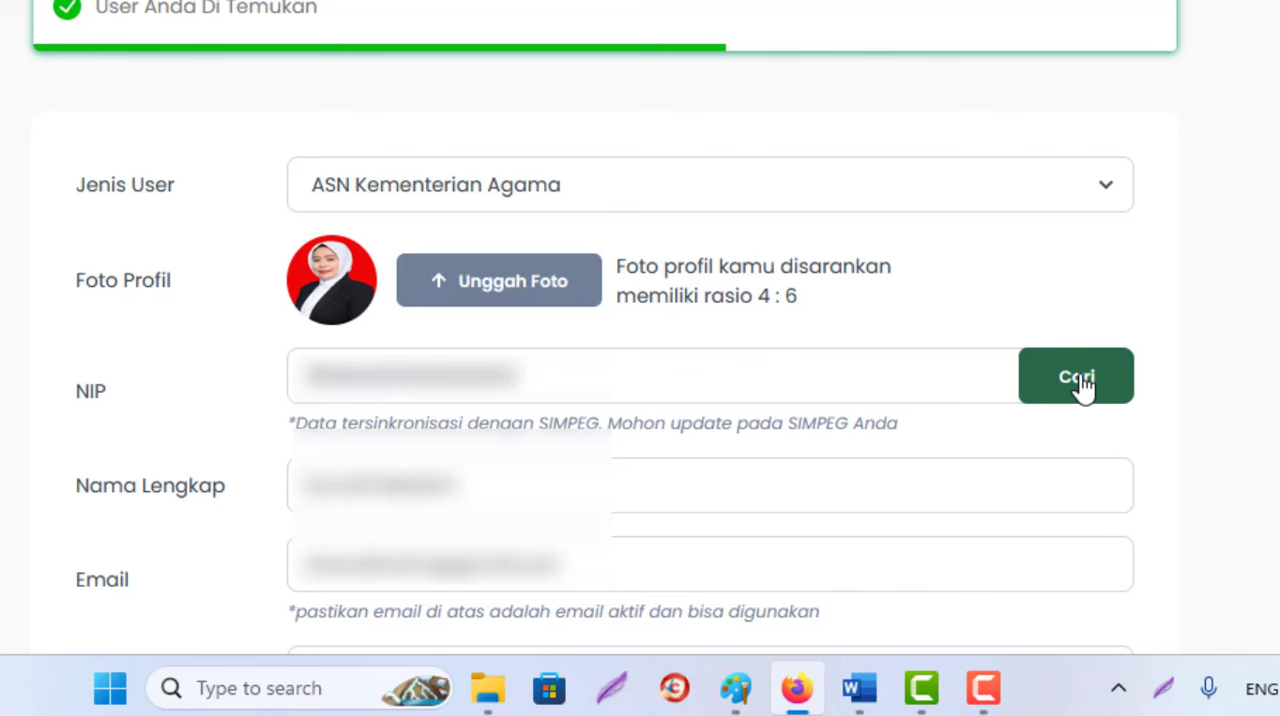 User Anda Di Temukan
Jenis User
ASN Kementerian Agama
Foto Profil
Unggah Foto
Foto profil kamu disarankan
memiliki rasio 4 : 6
NIP
Cari
*Data tersinkronisasi dengan SIMPEG. Mohon update pada SIMPEG Anda
Nama Lengkap
Email
*pastikan email di atas adalah email aktif dan bisa digunakan
Type to search
ENG